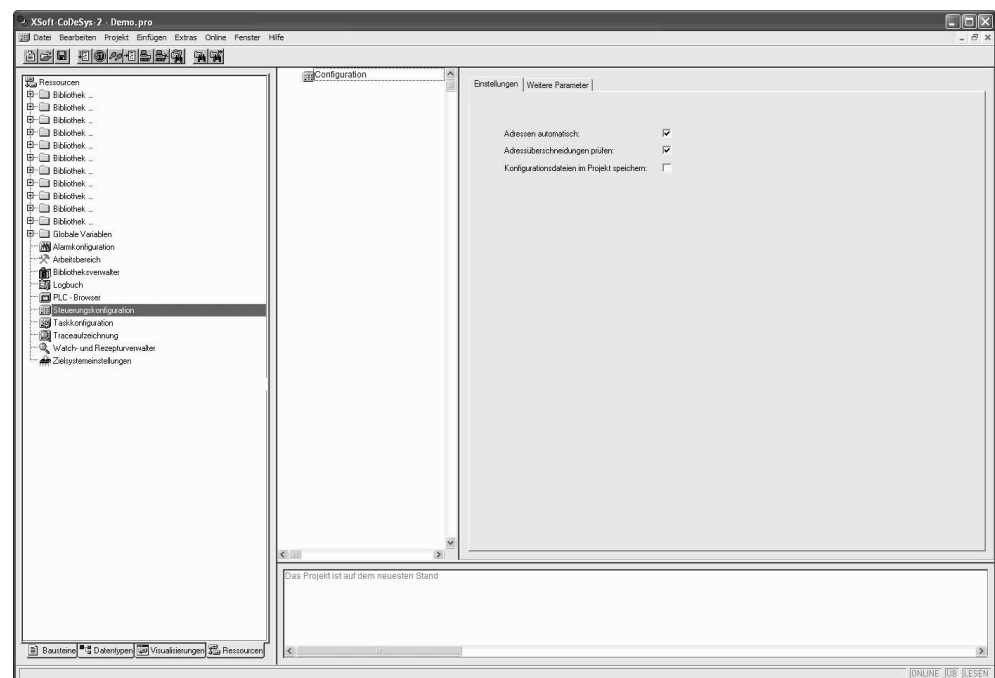 XSoft-CoDeSys-2 - Demo.pro
Datei Bearbeiten Projekt Einfügen Extras Online Fenster Hilfe
Ressourcen
Bibliothek ...
Bibliothek ...
Bibliothek ...
Bibliothek ...
Bibliothek ...
Bibliothek ...
Bibliothek ...
Bibliothek ...
Bibliothek ...
Bibliothek ...
Bibliothek ...
Globale Variablen
Alarmkonfiguration
Arbeitsbereich
Bibliotheksverwalter
Logbuch
PLC - Browser
Steuerungskonfiguration
Taskkonfiguration
Traceaufzeichnung
Watch- und Rezepturverwalter
Zielsystemeinstellungen
Bausteine Datentypen Visualisierungen Ressourcen
Configuration
Einstellungen Weitere Parameter
Adressen automatisch:
Adressüberschneidungen prüfen:
Konfigurationsdateien im Projekt speichern:
Das Projekt ist auf dem neuesten Stand
ONLINE ÜB LESEN